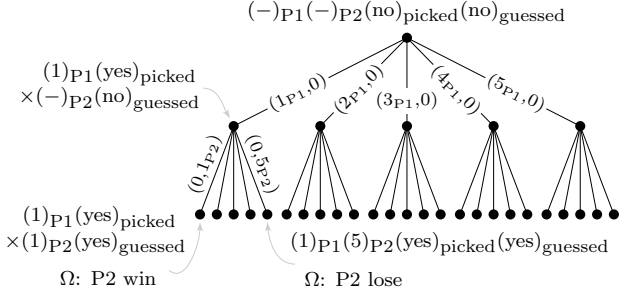 (−)P1(−)P2(no)picked(no)guessed
(1)P1(yes)picked
×(−)P2(no)guessed
(1P1,0)
(2P1,0)
(3P1,0)
(4P1,0)
(5P1,0)
(0,1P2)
(0,5P2)
(1)P1(yes)picked
×(1)P2(yes)guessed
(1)P1(5)P2(yes)picked(yes)guessed
Ω: P2 win
Ω: P2 lose